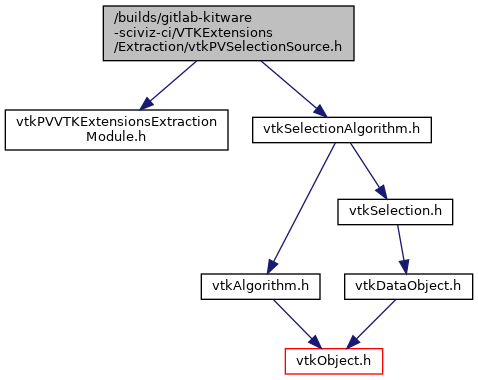 /builds/gitlab-kitware
-sciviz-ci/VTKExtensions
/Extraction/vtkPVSelectionSource.h
vtkPVVTKExtensionsExtraction
Module.h
vtkSelectionAlgorithm.h
vtkSelection.h
vtkAlgorithm.h
vtkDataObject.h
vtkObject.h